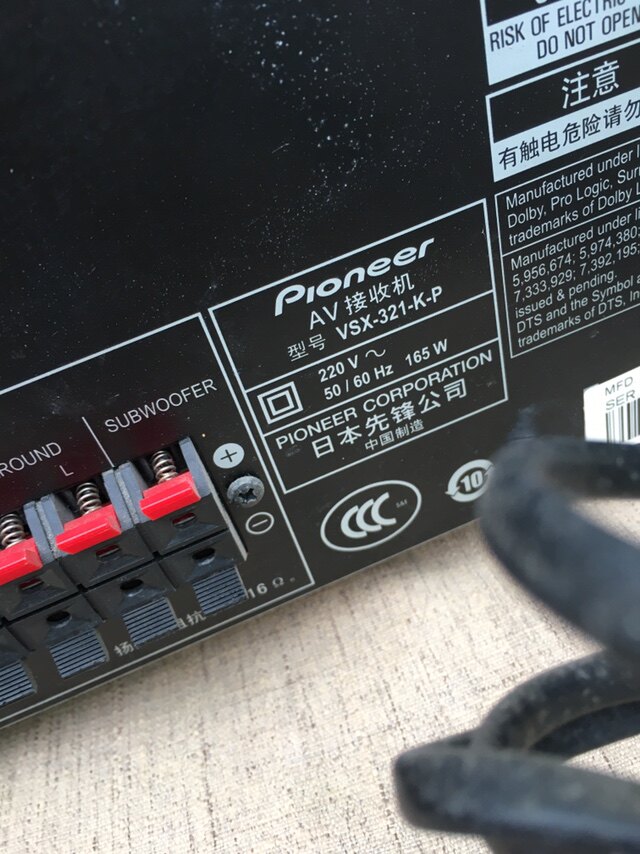 RISK OF ELECTRIC
DO NOT OPEN
注意
有触电危险请勿
Manufactured under
Dolby, Pro Logic,
trademarks of Dolby
Manufactured under
5,956,674; 5,974,380;
7,333,929; 7,392,195;
issued & pending.
DTS and the Symbol
trademarks of DTS,
Pioneer
AV 接收机
型号 VSX-321-K-P
220 V ~
50 / 60 Hz 165 W
PIONEER CORPORATION
日本先锋公司
中国制造
CCC
10
MFD
SER
SUBWOOFER
ROUND
L
+
−
16 Ω